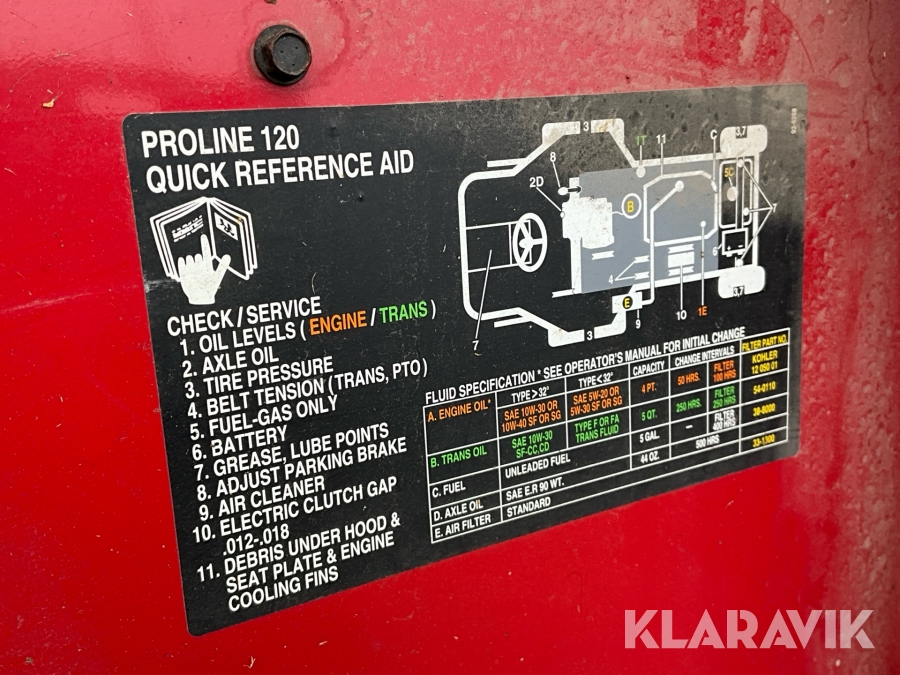 PROLINE 120
QUICK REFERENCE AID
CHECK/SERVICE
1. OIL LEVELS (ENGINE/TRANS)
2. AXLE OIL
3. TIRE PRESSURE
4. BELT TENSION (TRANS, PTO)
5. FUEL-GAS ONLY
6. BATTERY
7. GREASE, LUBE POINTS
8. ADJUST PARKING BRAKE
9. AIR CLEANER
10. ELECTRIC CLUTCH GAP
.012-.018
11. DEBRIS UNDER HOOD &
SEAT PLATE & ENGINE
COOLING FINS
3
1T
11
C
3,7
8
2D
B
5C
7
6
4
E
9
10
1E
3,7
7
3
FLUID SPECIFICATION * SEE OPERATOR'S MANUAL FOR INITIAL CHANGE
TYPE > 32° TYPE < 32° CAPACITY CHANGE INTERVALS FILTER PART NO.
A. ENGINE OIL* SAE 10W-30 OR 10W-40 SF OR SG SAE 5W-20 OR 5W-30 SF OR SG 4 PT. 50 HRS. FILTER 100 HRS KOHLER 12 050 01
B. TRANS OIL SAE 10W-30 SF-CC,CD TYPE F OR FA TRANS FLUID 5 QT. 250 HRS. FILTER 250 HRS 54-0110
C. FUEL UNLEADED FUEL 5 GAL. – FILTER 400 HRS 38-8000
D. AXLE OIL SAE E.R 90 WT. 44 OZ. 500 HRS
E. AIR FILTER STANDARD 33-1300
KLARAVIK